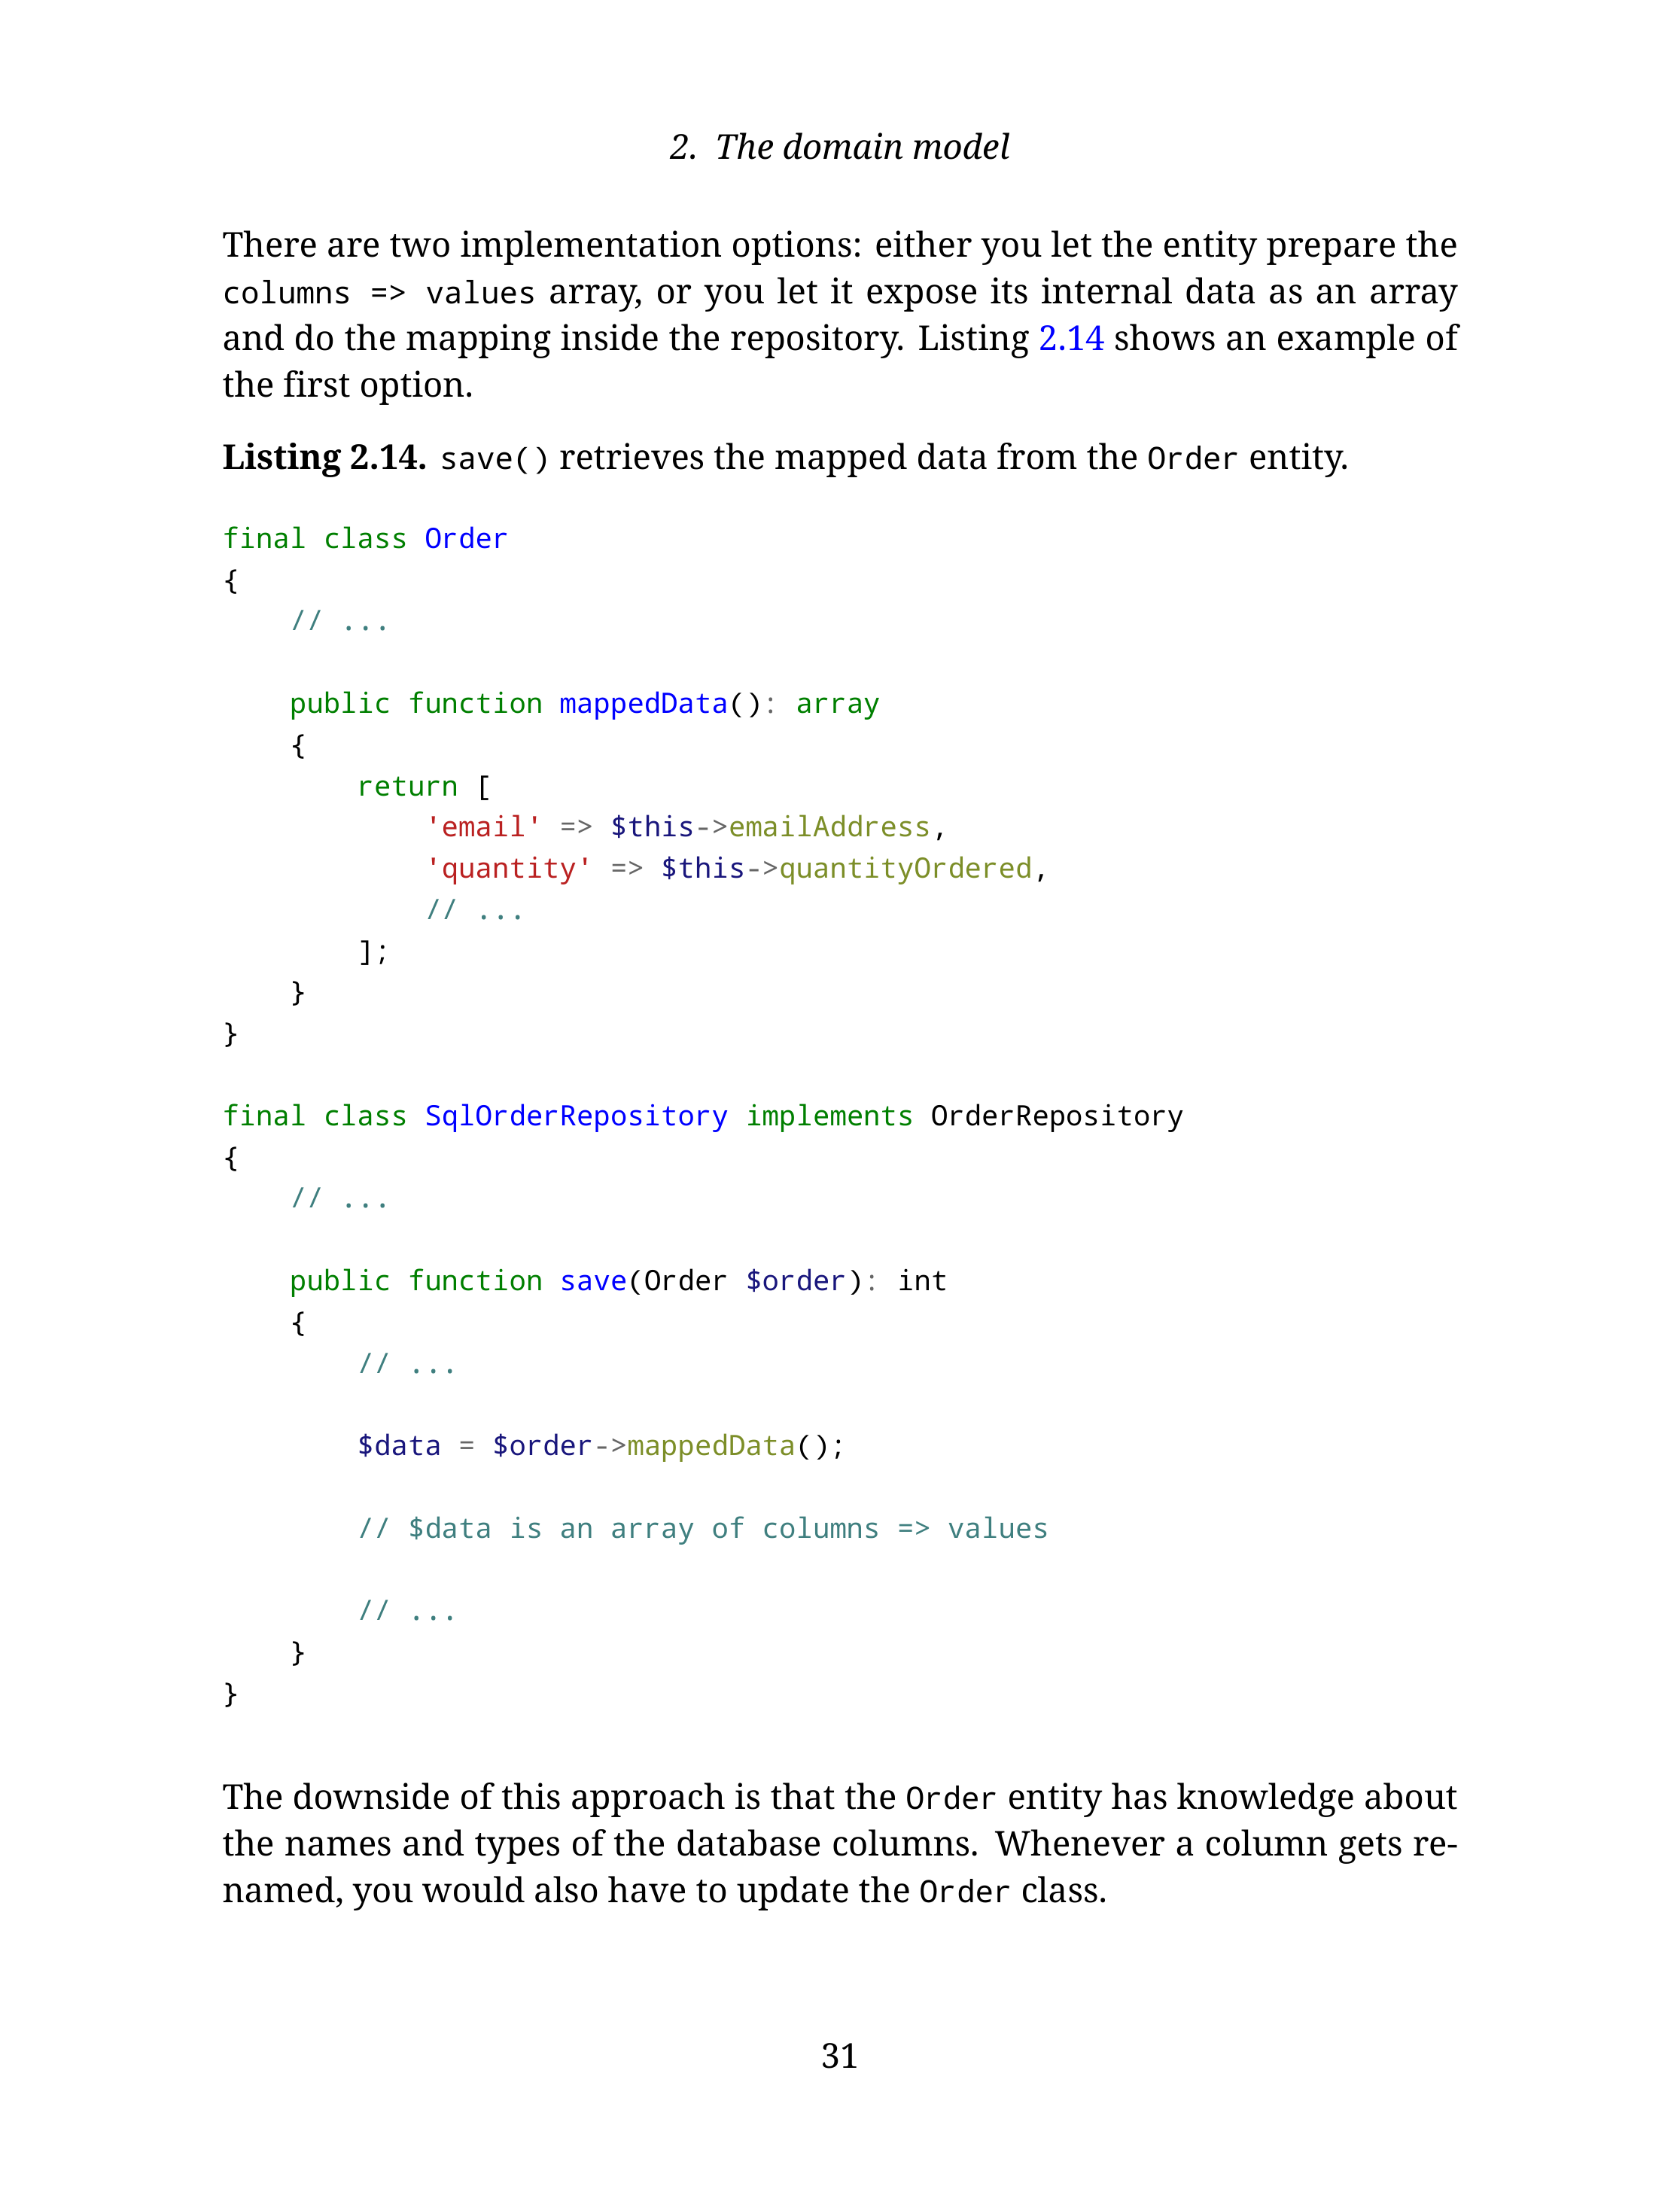 2. The domain model
There are two implementation options: either you let the entity prepare the
columns => values array, or you let it expose its internal data as an array
and do the mapping inside the repository. Listing 2.14 shows an example of
the first option.
Listing 2.14. save() retrieves the mapped data from the Order entity.
final class Order
{
    // ...

    public function mappedData(): array
    {
        return [
            'email' => $this->emailAddress,
            'quantity' => $this->quantityOrdered,
            // ...
        ];
    }
}

final class SqlOrderRepository implements OrderRepository
{
    // ...

    public function save(Order $order): int
    {
        // ...

        $data = $order->mappedData();

        // $data is an array of columns => values

        // ...
    }
}
The downside of this approach is that the Order entity has knowledge about
the names and types of the database columns. Whenever a column gets re-
named, you would also have to update the Order class.
31